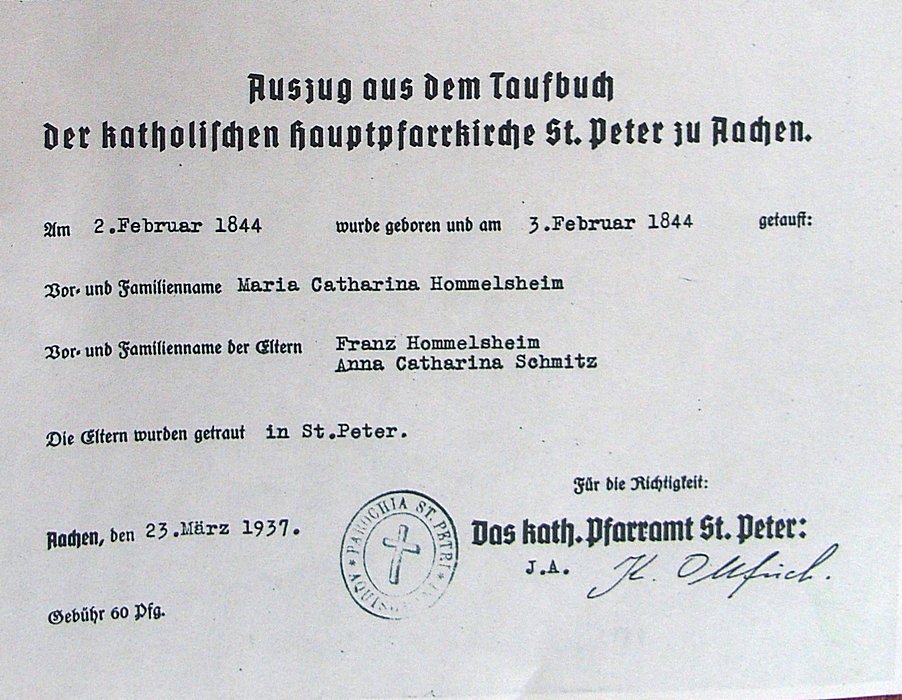 Auszug aus dem Taufbuch
der katholischen Hauptpfarrkirche St. Peter zu Aachen.
Am 2.Februar 1844 wurde geboren und am 3.Februar 1844 getauft:
Vor- und Familienname Maria Catharina Hommelsheim
Vor- und Familienname der Eltern Franz Hommelsheim
Anna Catharina Schmitz
Die Eltern wurden getraut in St.Peter.
Für die Richtigkeit:
Aachen, den 23.März 1937.
PAROCHIA ST. PETRI
Das kath. Pfarramt St. Peter:
J.A. K.
Gebühr 60 Pfg.